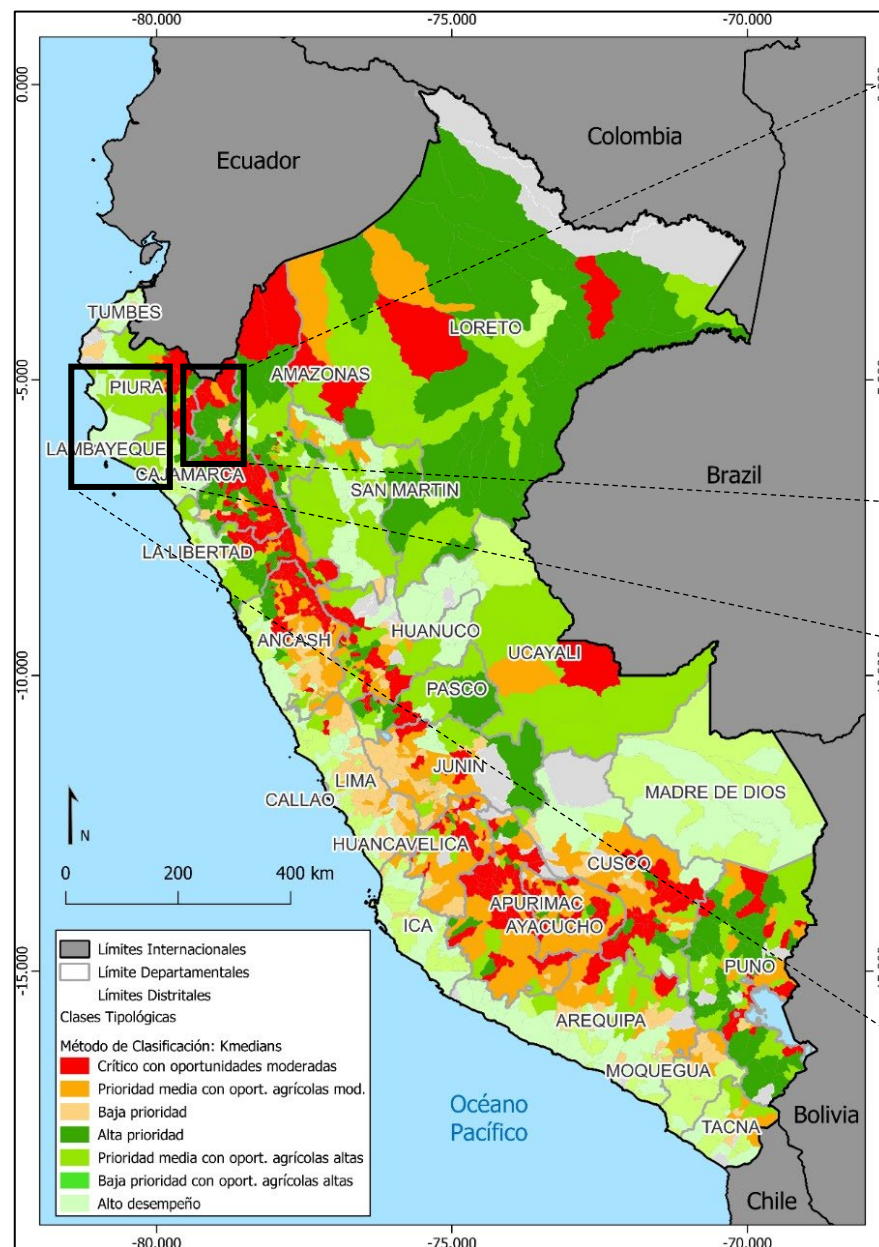 -80.000 -75.000 -70.000
0.000
Colombia
Ecuador
TUMBES
LORETO
-5.000
AMAZONAS
PIURA
LAMBAYEQUE
CAJAMARCA
Brazil
SAN MARTIN
LA LIBERTAD
HUANUCO
ANCASH
UCAYALI
-10.000
PASCO
JUNIN
LIMA
MADRE DE DIOS
CALLAO
N
HUANCAVELICA
CUSCO
0 200 400 km
APURIMAC
ICA
AYACUCHO
Límites Internacionales
PUNO
-15.000
Límite Departamentales
Límites Distritales
AREQUIPA
Clases Tipológicas
Método de Clasificación: Kmedians
MOQUEGUA
Crítico con oportunidades moderadas
Prioridad media con oport. agrícolas mod.
Océano
Pacífico
Baja prioridad
Bolivia
TACNA
Alta prioridad
Prioridad media con oport. agrícolas altas
Baja prioridad con oport. agrícolas altas
Alto desempeño
Chile
-80.000 -75.000 -70.000